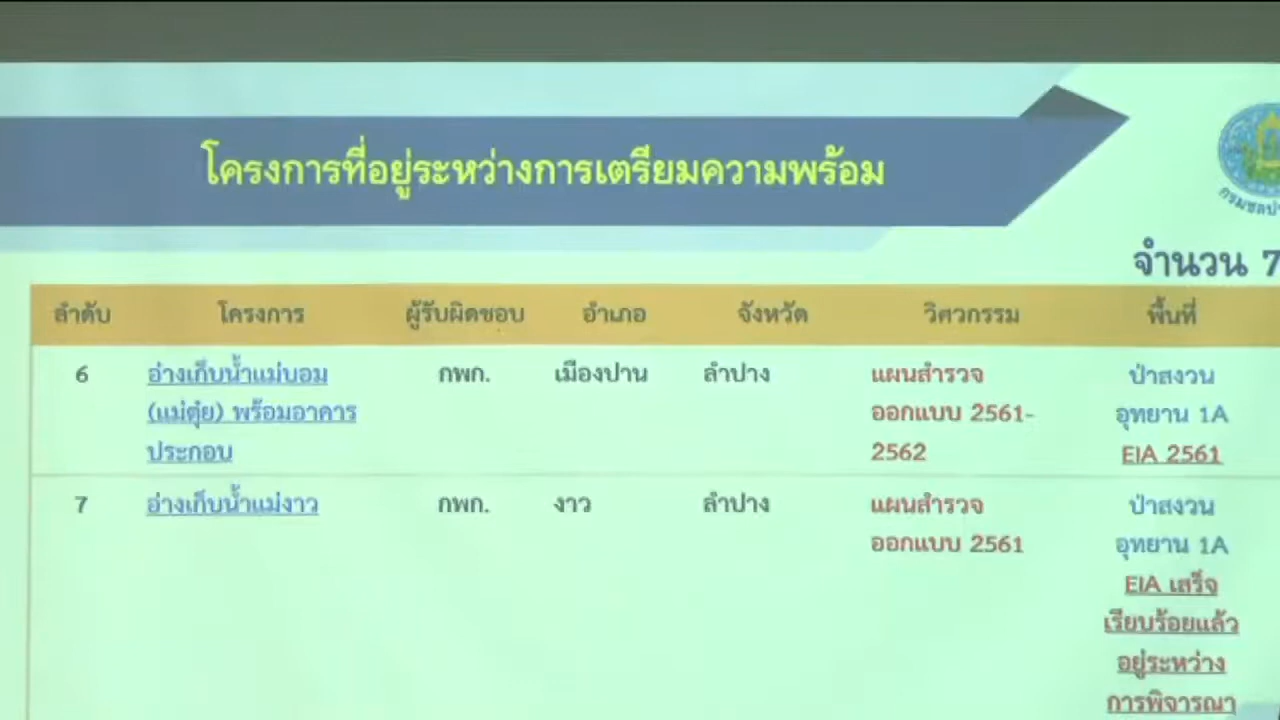 โครงการที่อยู่ระหว่างการเตรียมความพร้อม
จำนวน 7
ลำดับ โครงการ ผู้รับผิดชอบ อำเภอ จังหวัด วิศวกรรม พื้นที่
6 อ่างเก็บน้ำแม่บอม กพก. เมืองปาน ลำปาง แผนสำรวจ ป่าสงวน
(แม่ตุ๋ย) พร้อมอาคาร ออกแบบ 2561- อุทยาน 1A
ประกอบ 2562 EIA 2561
7 อ่างเก็บน้ำแม่งาว กพก. งาว ลำปาง แผนสำรวจ ป่าสงวน
ออกแบบ 2561 อุทยาน 1A
EIA เสร็จ
เรียบร้อยแล้ว
อยู่ระหว่าง
การพิจารณา